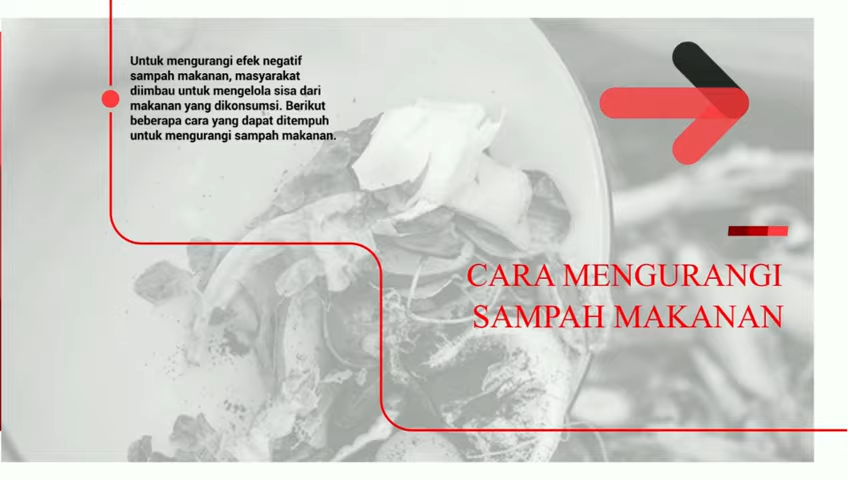 Untuk mengurangi efek negatif
sampah makanan, masyarakat
diimbau untuk mengelola sisa dari
makanan yang dikonsumsi. Berikut
beberapa cara yang dapat ditempuh
untuk mengurangi sampah makanan.
CARA MENGURANGI
SAMPAH MAKANAN